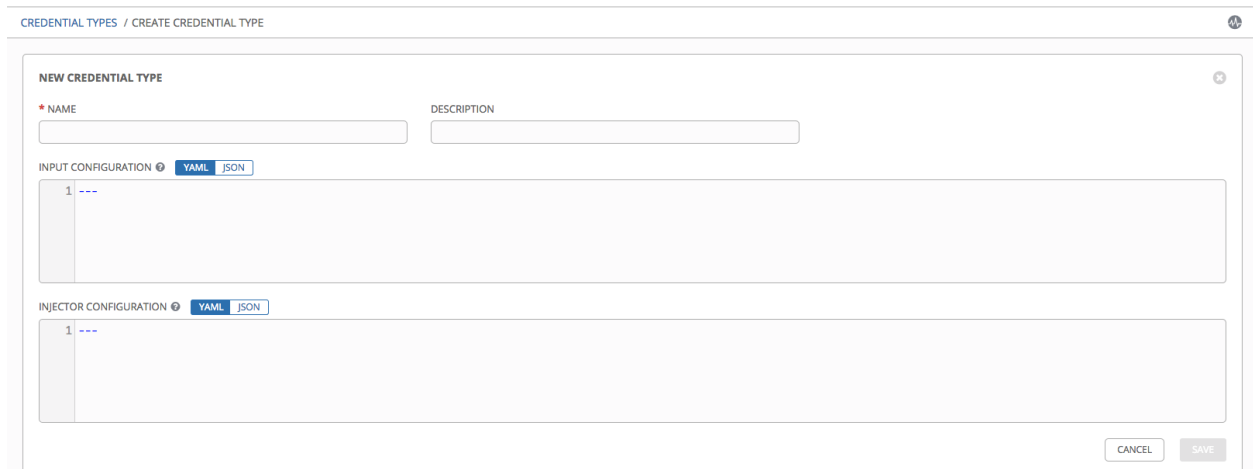 CREDENTIAL TYPES / CREATE CREDENTIAL TYPE
NEW CREDENTIAL TYPE
* NAME DESCRIPTION
INPUT CONFIGURATION ? YAML JSON
1 ---
INJECTOR CONFIGURATION ? YAML JSON
1 ---
CANCEL SAVE